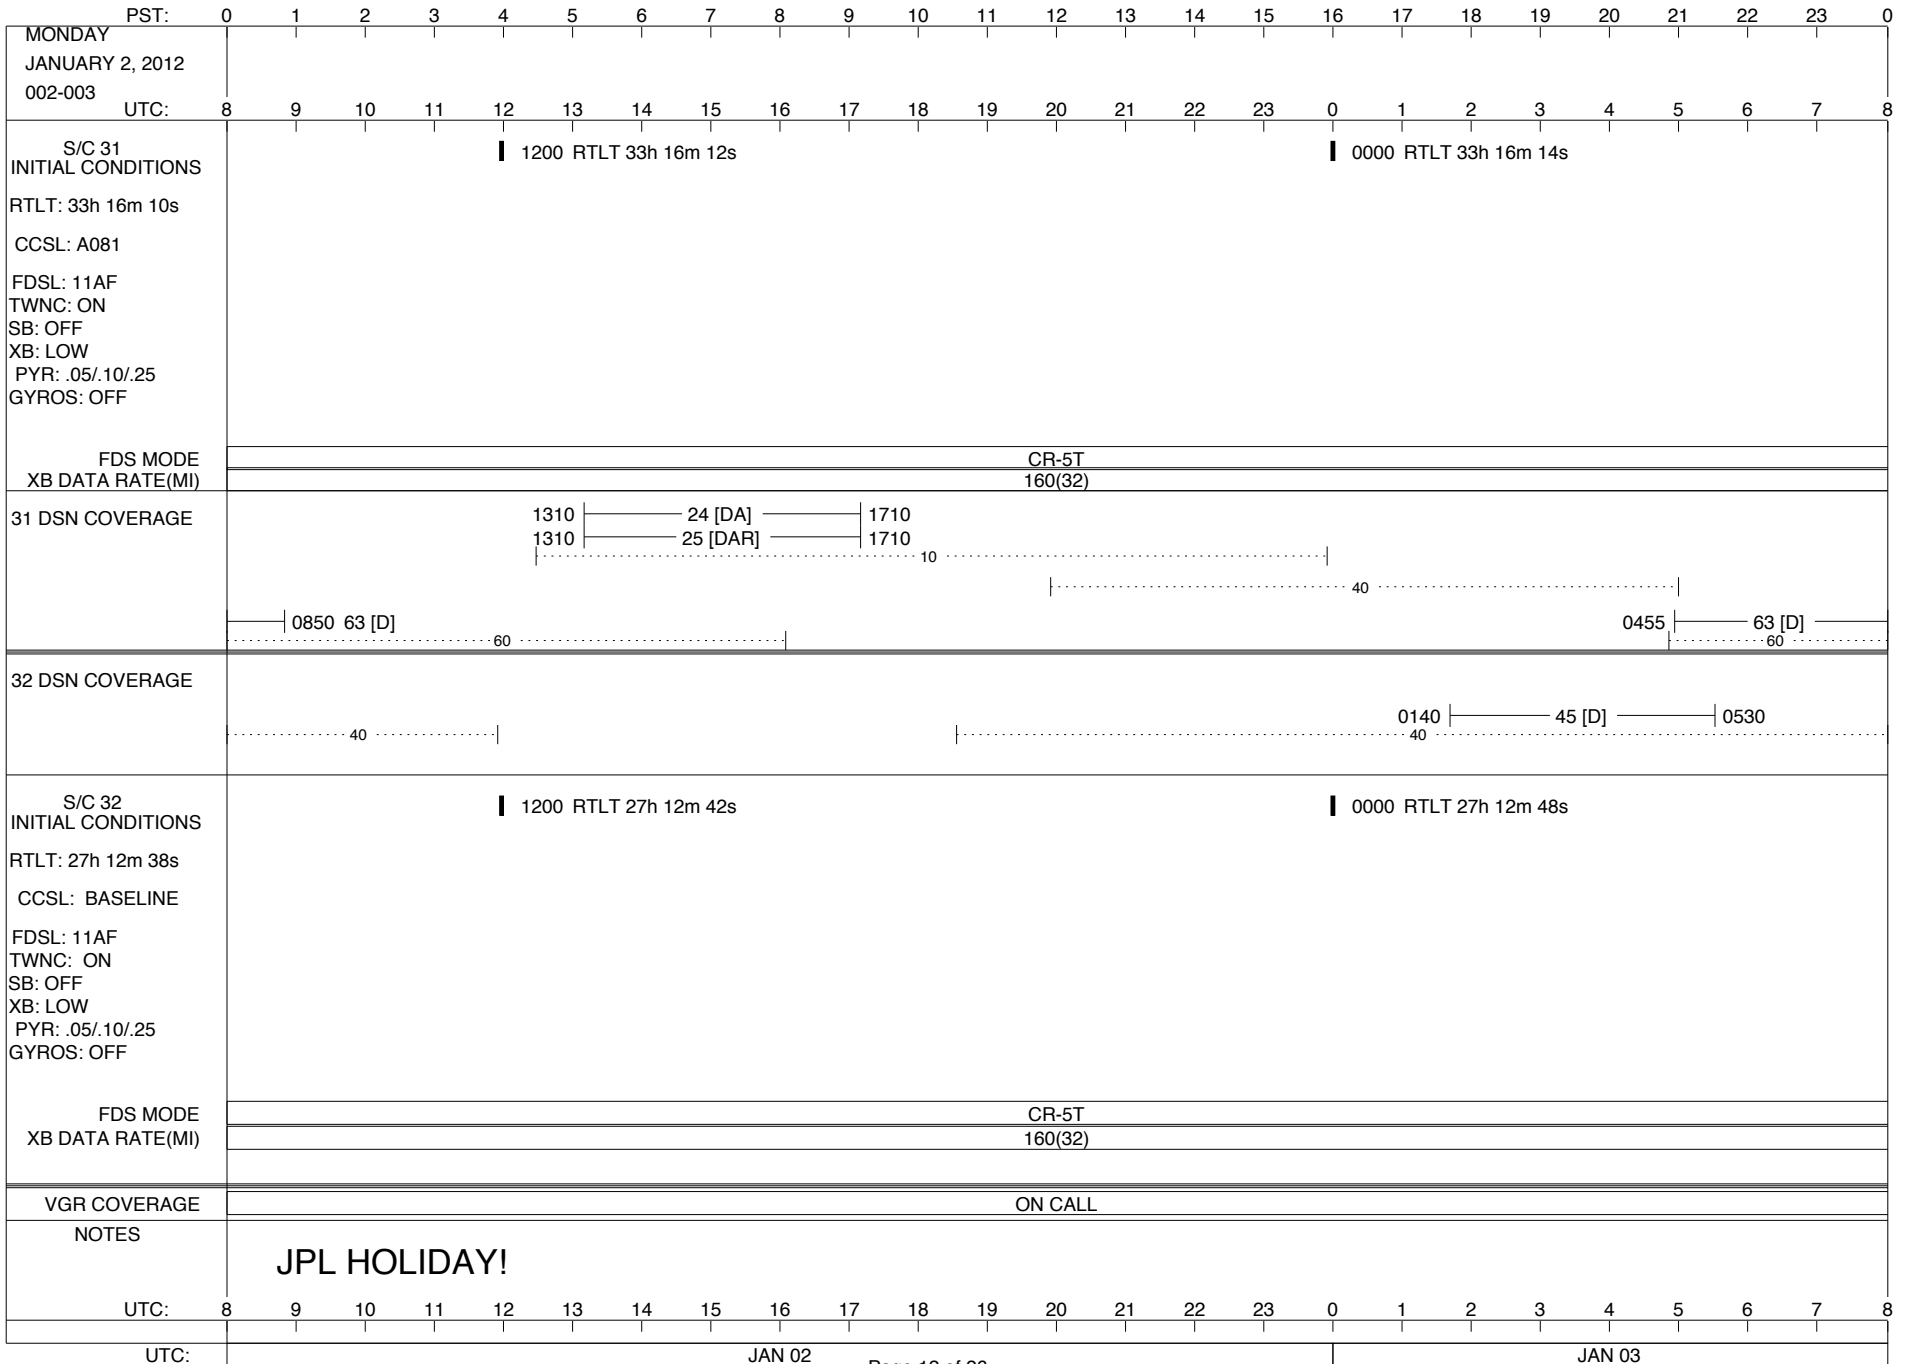 PST: 0 1 2 3 4 5 6 7 8 9 10 11 12 13 14 15 16 17 18 19 20 21 22 23 0
MONDAY
JANUARY 2, 2012
002-003
UTC: 8 9 10 11 12 13 14 15 16 17 18 19 20 21 22 23 0 1 2 3 4 5 6 7 8
S/C 31
INITIAL CONDITIONS
1200 RTLT 33h 16m 12s
0000 RTLT 33h 16m 14s
RTLT: 33h 16m 10s
CCSL: A081
FDSL: 11AF
TWNC: ON
SB: OFF
XB: LOW
PYR: .05/.10/.25
GYROS: OFF
FDS MODE CR-5T
XB DATA RATE(MI) 160(32)
31 DSN COVERAGE
1310 24 [DA] 1710
1310 25 [DAR] 1710
10
40
0850 63 [D]
0455 63 [D]
60 60
32 DSN COVERAGE
0140 45 [D] 0530
40 40
S/C 32
INITIAL CONDITIONS
1200 RTLT 27h 12m 42s
0000 RTLT 27h 12m 48s
RTLT: 27h 12m 38s
CCSL: BASELINE
FDSL: 11AF
TWNC: ON
SB: OFF
XB: LOW
PYR: .05/.10/.25
GYROS: OFF
FDS MODE CR-5T
XB DATA RATE(MI) 160(32)
VGR COVERAGE ON CALL
NOTES
JPL HOLIDAY!
UTC: 8 9 10 11 12 13 14 15 16 17 18 19 20 21 22 23 0 1 2 3 4 5 6 7 8
UTC: JAN 02 JAN 03